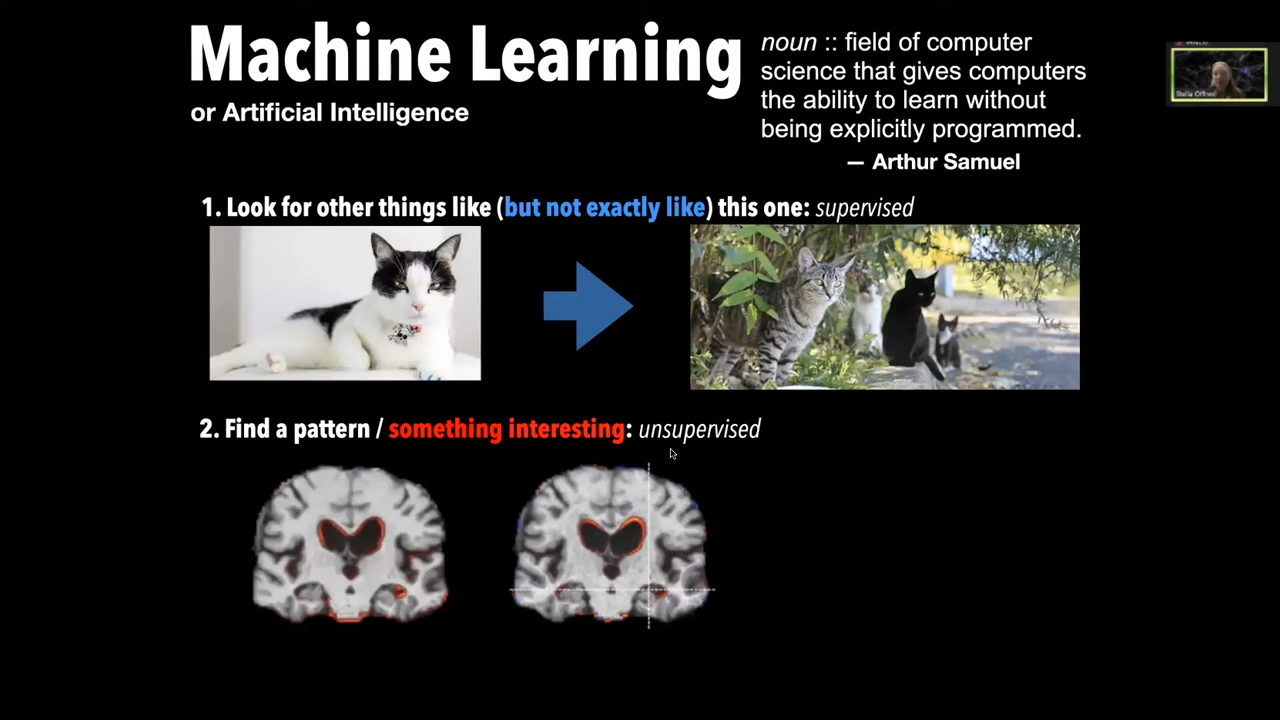 Machine Learning
or Artificial Intelligence
noun :: field of computer
science that gives computers
the ability to learn without
being explicitly programmed.
— Arthur Samuel
1. Look for other things like (but not exactly like) this one: supervised
2. Find a pattern / something interesting: unsupervised
Stella Offner